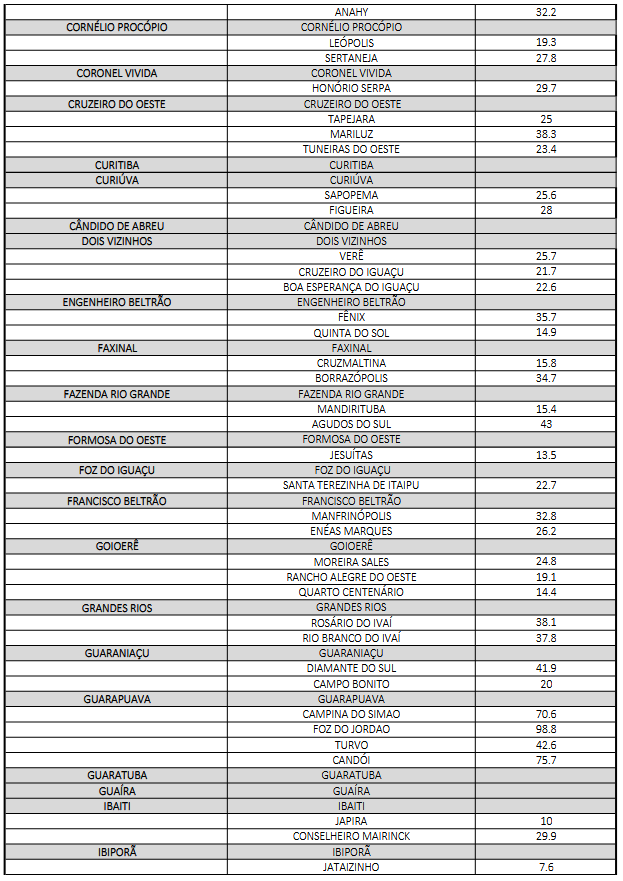 ANAHY 32.2
CORNÉLIO PROCÓPIO CORNÉLIO PROCÓPIO
LEÓPOLIS 19.3
SERTANEJA 27.8
CORONEL VIVIDA CORONEL VIVIDA
HONÓRIO SERPA 29.7
CRUZEIRO DO OESTE CRUZEIRO DO OESTE
TAPEJARA 25
MARILUZ 38.3
TUNEIRAS DO OESTE 23.4
CURITIBA CURITIBA
CURIÚVA CURIÚVA
SAPOPEMA 25.6
FIGUEIRA 28
CÂNDIDO DE ABREU CÂNDIDO DE ABREU
DOIS VIZINHOS DOIS VIZINHOS
VERÊ 25.7
CRUZEIRO DO IGUAÇU 21.7
BOA ESPERANÇA DO IGUAÇU 22.6
ENGENHEIRO BELTRÃO ENGENHEIRO BELTRÃO
FÊNIX 35.7
QUINTA DO SOL 14.9
FAXINAL FAXINAL
CRUZMALTINA 15.8
BORRAZÓPOLIS 34.7
FAZENDA RIO GRANDE FAZENDA RIO GRANDE
MANDIRITUBA 15.4
AGUDOS DO SUL 43
FORMOSA DO OESTE FORMOSA DO OESTE
JESUÍTAS 13.5
FOZ DO IGUAÇU FOZ DO IGUAÇU
SANTA TEREZINHA DE ITAIPU 22.7
FRANCISCO BELTRÃO FRANCISCO BELTRÃO
MANFRINÓPOLIS 32.8
ENÉAS MARQUES 26.2
GOIOERÊ GOIOERÊ
MOREIRA SALES 24.8
RANCHO ALEGRE DO OESTE 19.1
QUARTO CENTENÁRIO 14.4
GRANDES RIOS GRANDES RIOS
ROSÁRIO DO IVAÍ 38.1
RIO BRANCO DO IVAÍ 37.8
GUARANIAÇU GUARANIAÇU
DIAMANTE DO SUL 41.9
CAMPO BONITO 20
GUARAPUAVA GUARAPUAVA
CAMPINA DO SIMAO 70.6
FOZ DO JORDAO 98.8
TURVO 42.6
CANDÓI 75.7
GUARATUBA GUARATUBA
GUAÍRA GUAÍRA
IBAITI IBAITI
JAPIRA 10
CONSELHEIRO MAIRINCK 29.9
IBIPORÃ IBIPORÃ
JATAIZINHO 7.6